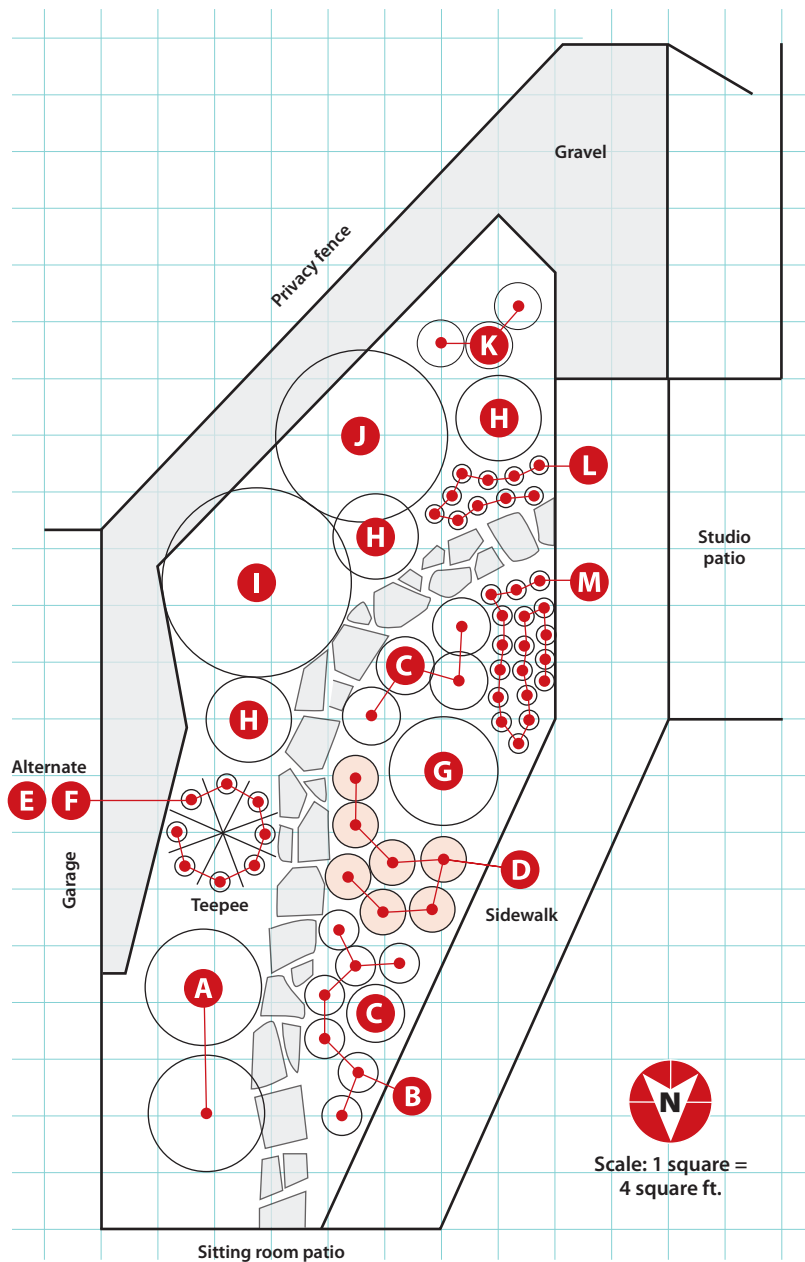 Gravel
Privacy fence
K
H
J
L
H
Studio
patio
I
M
C
H
G
Alternate
E F
D
Garage
Teepee
Sidewalk
A
C
B
N
Scale: 1 square =
4 square ft.
Sitting room patio